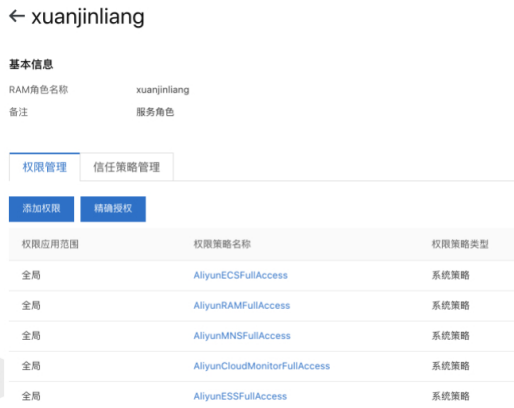 ← xuanjinliang
基本信息
RAM角色名称 xuanjinliang
备注 服务角色
权限管理 信任策略管理
添加权限 精确授权
权限应用范围 权限策略名称 权限策略类型
全局 AliyunECSFullAccess 系统策略
全局 AliyunRAMFullAccess 系统策略
全局 AliyunMNSFullAccess 系统策略
全局 AliyunCloudMonitorFullAccess 系统策略
全局 AliyunESSFullAccess 系统策略